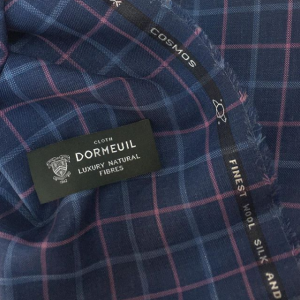 COSMOS
CLOTH
DORMEUIL
LUXURY NATURAL
FIBRES
FINEST WOOL SILK AND